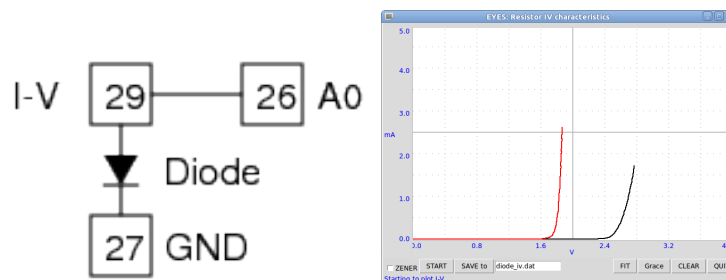 I-V 29 26 A0
Diode
27 GND
EYES: Resistor IV characteristics
5.0
4.0
3.0
mA
2.0
1.0
0.0
0.0 0.8 1.6 2.4 3.2 4
V
ZENER START SAVE to diode_iv.dat FIT Grace CLEAR QUI
Starting to plot I-V